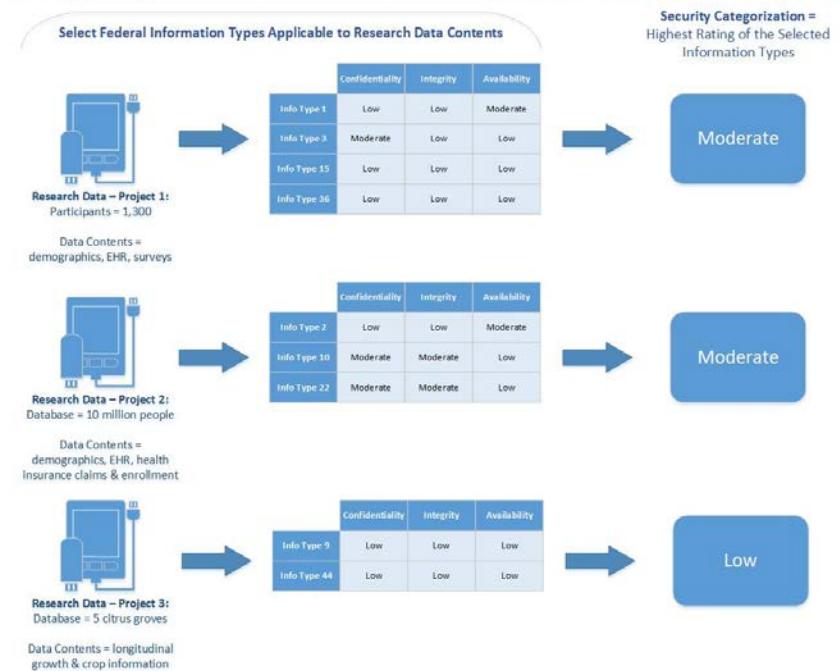 Select Federal Information Types Applicable to Research Data Contents
Security Categorization =
Highest Rating of the Selected
Information Types
Confidentiality Integrity Availability
Info Type 1 Low Low Moderate
Info Type 3 Moderate Low Low
Info Type 15 Low Low Low
Info Type 36 Low Low Low
Moderate
Research Data – Project 1:
Participants = 1,300
Data Contents =
demographics, EHR, surveys
Confidentiality Integrity Availability
Info Type 2 Low Low Moderate
Info Type 10 Moderate Moderate Low
Info Type 22 Moderate Moderate Low
Moderate
Research Data – Project 2:
Database = 10 million people
Data Contents =
demographics, EHR, health
insurance claims & enrollment
Confidentiality Integrity Availability
Info Type 9 Low Low Low
Info Type 44 Low Low Low
Low
Research Data – Project 3:
Database = 5 citrus groves
Data Contents = longitudinal
growth & crop information